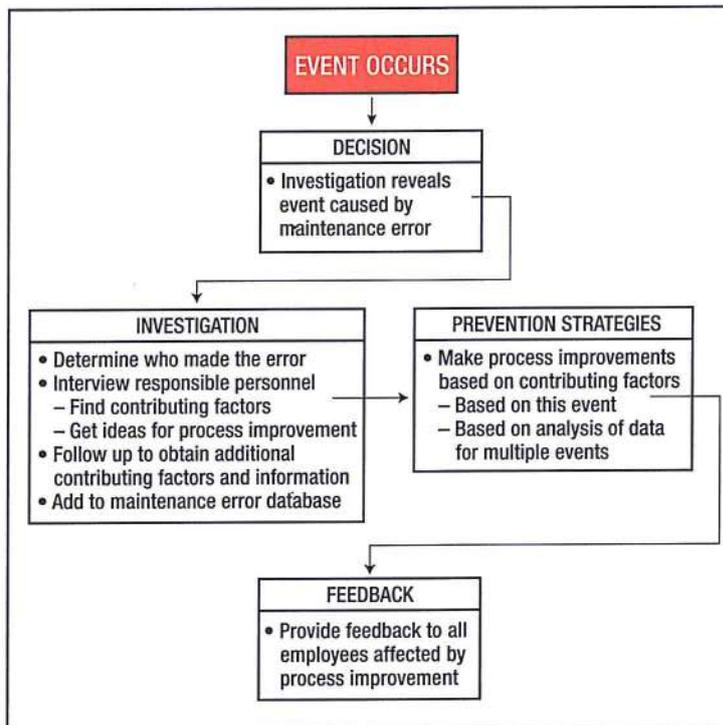 EVENT OCCURS
DECISION
• Investigation reveals
event caused by
maintenance error
INVESTIGATION
• Determine who made the error
• Interview responsible personnel
– Find contributing factors
– Get ideas for process improvement
• Follow up to obtain additional
contributing factors and information
• Add to maintenance error database
PREVENTION STRATEGIES
• Make process improvements
based on contributing factors
– Based on this event
– Based on analysis of data
for multiple events
FEEDBACK
• Provide feedback to all
employees affected by
process improvement